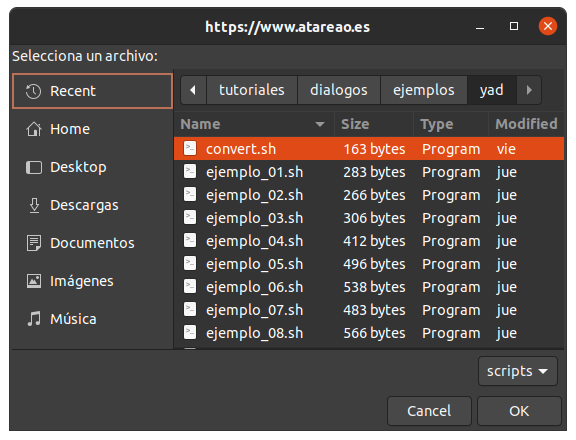 https://www.atareao.es
Selecciona un archivo:
Recent
Home
Desktop
Descargas
Documentos
Imágenes
Música
tutoriales dialogos ejemplos yad
Name Size Type Modified
convert.sh 163 bytes Program vie
ejemplo_01.sh 283 bytes Program jue
ejemplo_02.sh 266 bytes Program jue
ejemplo_03.sh 306 bytes Program jue
ejemplo_04.sh 412 bytes Program jue
ejemplo_05.sh 496 bytes Program jue
ejemplo_06.sh 538 bytes Program jue
ejemplo_07.sh 483 bytes Program jue
ejemplo_08.sh 566 bytes Program jue
scripts
Cancel OK